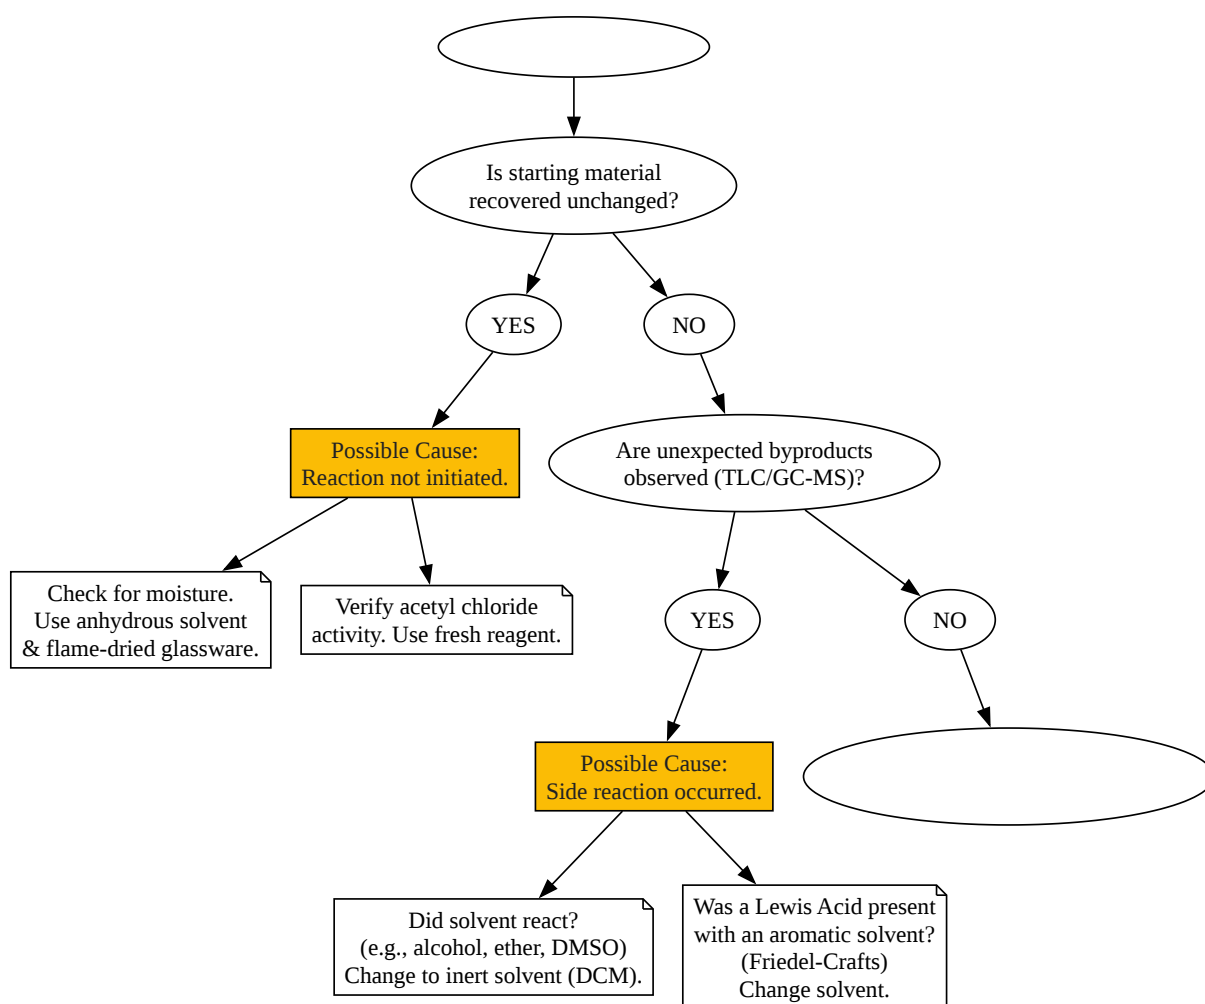 Is starting material
recovered unchanged?
YES
NO
Possible Cause:
Reaction not initiated.
Are unexpected byproducts
observed (TLC/GC-MS)?
Check for moisture.
Use anhydrous solvent
& flame-dried glassware.
Verify acetyl chloride
activity. Use fresh reagent.
YES
NO
Possible Cause:
Side reaction occurred.
Did solvent react?
(e.g., alcohol, ether, DMSO)
Change to inert solvent (DCM).
Was a Lewis Acid present
with an aromatic solvent?
(Friedel-Crafts)
Change solvent.